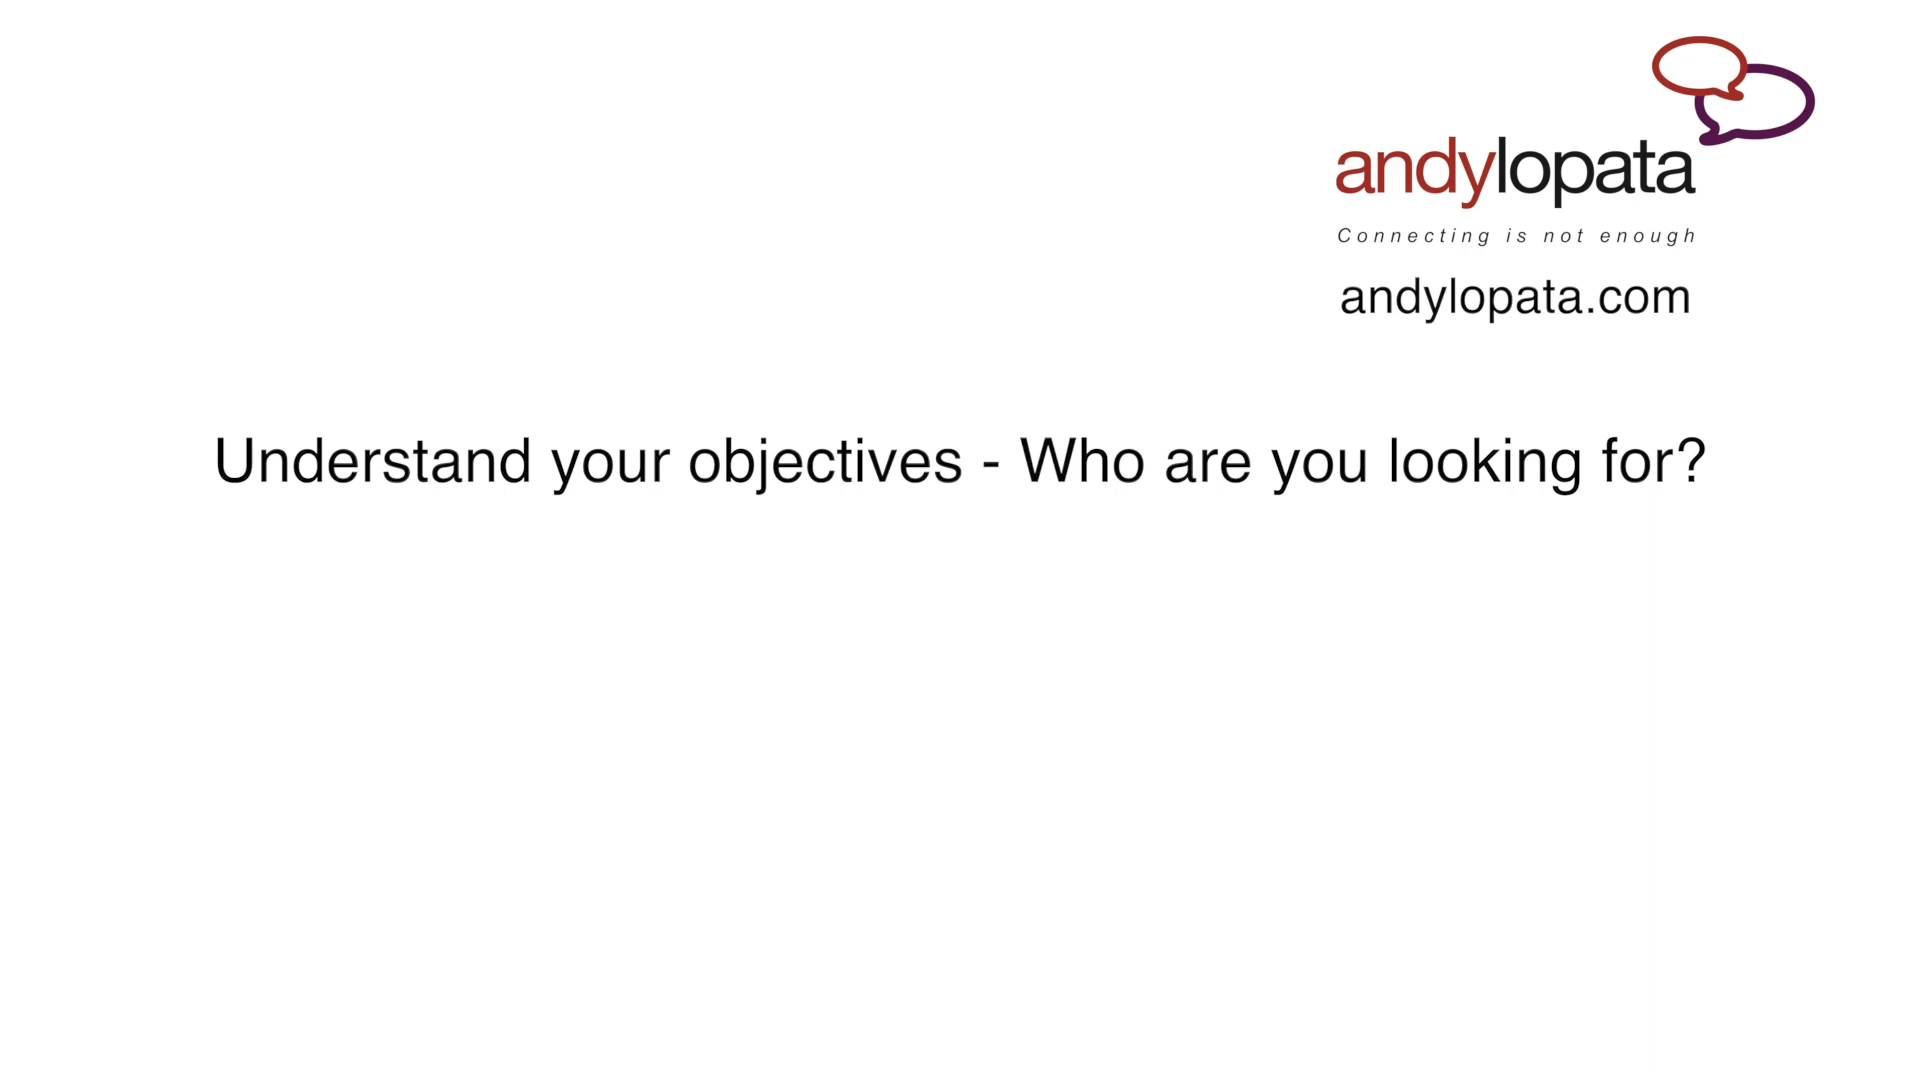 andylopata
Connecting is not enough
andylopata.com
Understand your objectives - Who are you looking for?